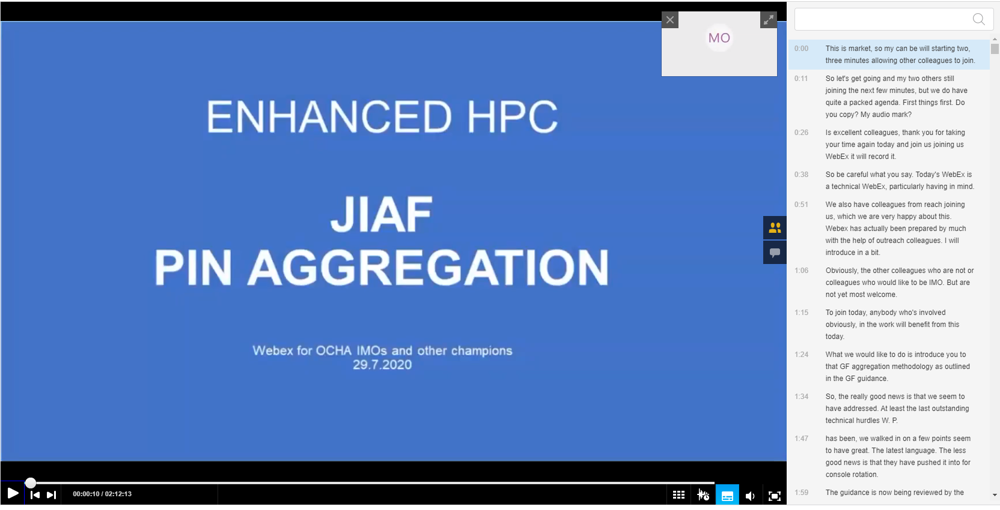 MO
ENHANCED HPC
JIAF
PIN AGGREGATION
Webex for OCHA IMOs and other champions
29.7.2020
00:00:10 / 02:12:13
0:00
This is market, so my can be will starting two,
three minutes allowing other colleagues to join.
0:11
So let's get going and my two others still
joining the next few minutes, but we do have
quite a packed agenda. First things first. Do
you copy? My audio mark?
0:26
Is excellent colleagues, thank you for taking
your time again today and join us joining us
WebEx it will record it.
0:38
So be careful what you say. Today's WebEx is
a technical WebEx, particularly having in mind.
0:51
We also have colleagues from reach joining
us, which we are very happy about this.
Webex has actually been prepared by much
with the help of outreach colleagues. I will
introduce in a bit.
1:06
Obviously, the other colleagues who are not or
colleagues who would like to be IMO. But are
not yet most welcome.
1:15
To join today, anybody who's involved
obviously, in the work will benefit from this
today.
1:24
What we would like to do is introduce you to
that GF aggregation methodology as outlined
in the GF guidance.
1:34
So, the really good news is that we seem to
have addressed. At least the last outstanding
technical hurdles W. P.
1:47
has been, we walked in on a few points seem
to have great. The latest language. The less
good news is that they have pushed it into for
console rotation.
1:59
The guidance is now being reviewed by the